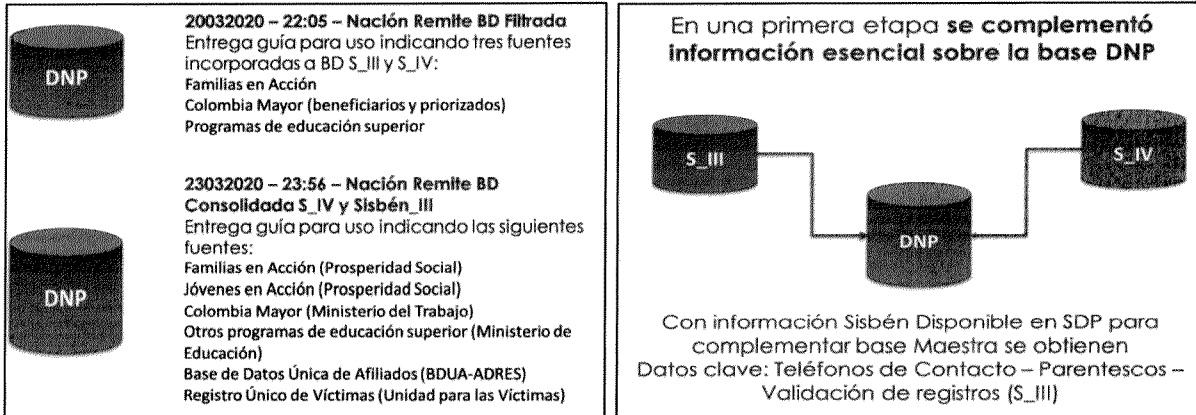 DNP
20032020 – 22:05 – Nación Remite BD Filtrada
Entrega guía para uso indicando tres fuentes
incorporadas a BD S_III y S_IV:
Familias en Acción
Colombia Mayor (beneficiarios y priorizados)
Programas de educación superior
DNP
23032020 – 23:56 – Nación Remite BD
Consolidada S_IV y Sisbén_III
Entrega guía para uso indicando las siguientes
fuentes:
Familias en Acción (Prosperidad Social)
Jóvenes en Acción (Prosperidad Social)
Colombia Mayor (Ministerio del Trabajo)
Otros programas de educación superior (Ministerio de
Educación)
Base de Datos Única de Afiliados (BDUA-ADRES)
Registro Único de Víctimas (Unidad para las Víctimas)
En una primera etapa se complementó
información esencial sobre la base DNP
S_III
S_IV
DNP
Con información Sisbén Disponible en SDP para
complementar base Maestra se obtienen
Datos clave: Teléfonos de Contacto – Parentescos –
Validación de registros (S_III)